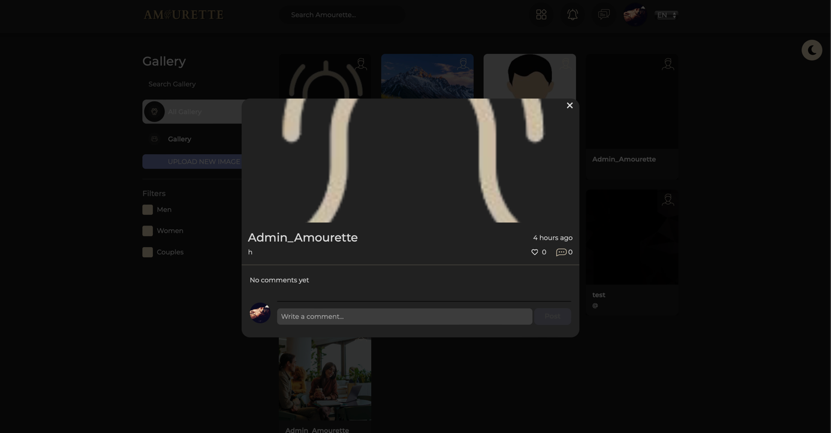 AMOURETTE
Search Amourette...
EN
Gallery
Search Gallery
All Gallery
Gallery
UPLOAD NEW IMAGE
Filters
Men
Women
Couples
Admin_Amourette
4 hours ago
h
0
0
No comments yet
Write a comment...
Post
Admin_Amourette
test
@
Admin_Amourette